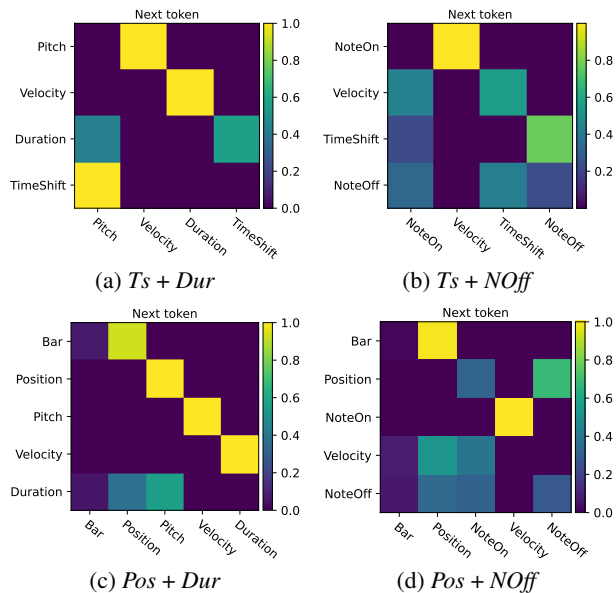 Next token
Pitch
Velocity
Duration
TimeShift
Pitch
Velocity
Duration
TimeShift
1.0
0.8
0.6
0.4
0.2
0.0
(a) Ts + Dur
Next token
NoteOn
Velocity
TimeShift
NoteOff
NoteOn
Velocity
TimeShift
NoteOff
0.8
0.6
0.4
0.2
(b) Ts + NOff
Next token
Bar
Position
Pitch
Velocity
Duration
Bar
Position
Pitch
Velocity
Duration
1.0
0.8
0.6
0.4
0.2
0.0
(c) Pos + Dur
Next token
Bar
Position
NoteOn
Velocity
NoteOff
Bar
Position
NoteOn
Velocity
NoteOff
1.0
0.8
0.6
0.4
0.2
0.0
(d) Pos + NOff